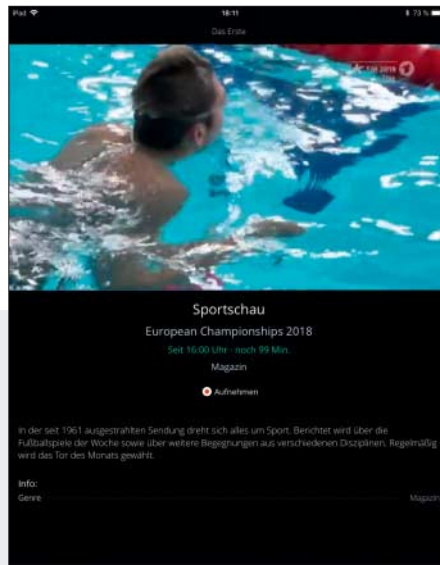 iPad 18:11 73 %
Das Erste
Sportschau
European Championships 2018
Seit 16:00 Uhr - noch 99 Min.
Magazin
Aufnehmen
In der seit 1961 ausgestrahlten Sendung dreht sich alles um Sport. Berichtet wird über die
Fußballspiele der Woche sowie über weitere Begegnungen aus verschiedenen Disziplinen. Regelmäßig
wird das Tor des Monats gewählt.
Info:
Genre Magazin